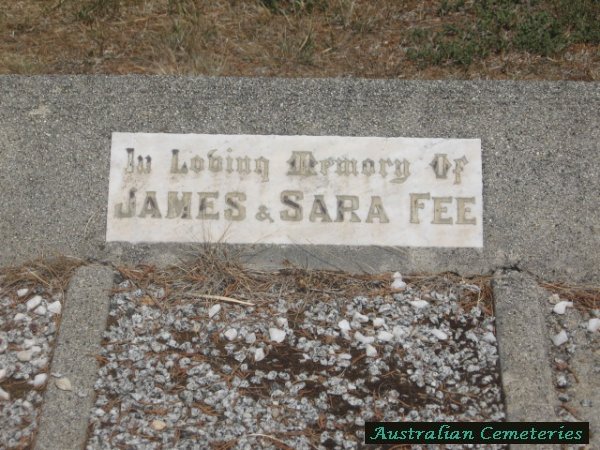 In Loving Memory Of
JAMES & SARA FEE
Australian Cemeteries